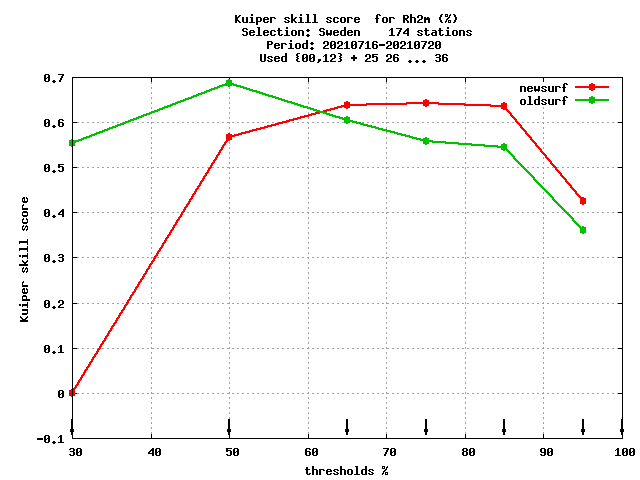 Kuiper skill score  for Rh2m (%)
Selection: Sweden    174 stations
Period: 20210716-20210720
Used {00,12} + 25 26 ... 36
newsurf
oldsurf
0.7
0.6
0.5
0.4
0.3
0.2
0.1
0
-0.1
Kuiper skill score
30 40 50 60 70 80 90 100
thresholds %